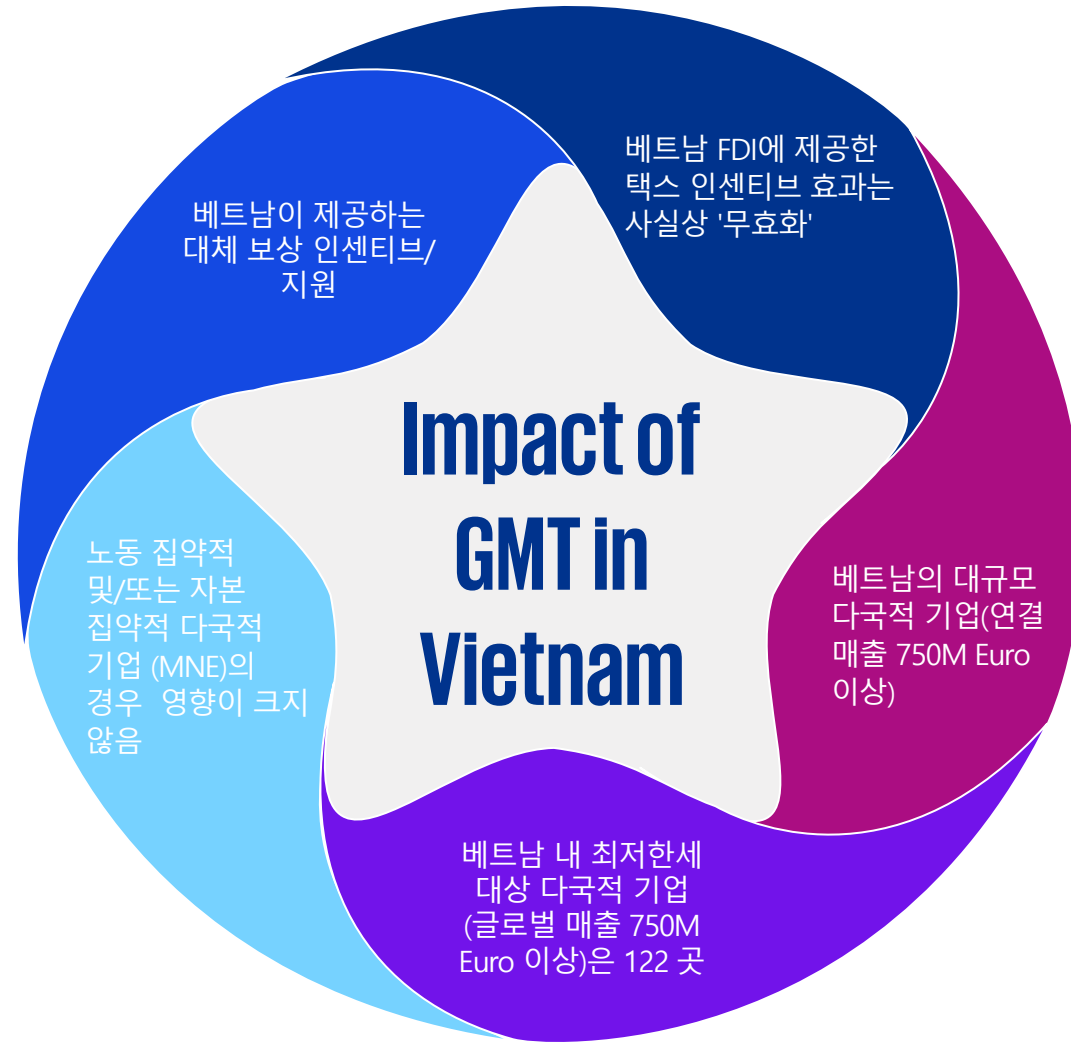 베트남 FDI에 제공한
택스 인센티브 효과는
사실상 '무효화'
베트남이 제공하는
대체 보상 인센티브/
지원
Impact of
GMT in
Vietnam
노동 집약적
및/또는 자본
집약적 다국적
기업 (MNE)의
경우 영향이 크지
않음
베트남의 대규모
다국적 기업(연결
매출 750M Euro
이상)
베트남 내 최저한세
대상 다국적 기업
(글로벌 매출 750M
Euro 이상)은 122 곳